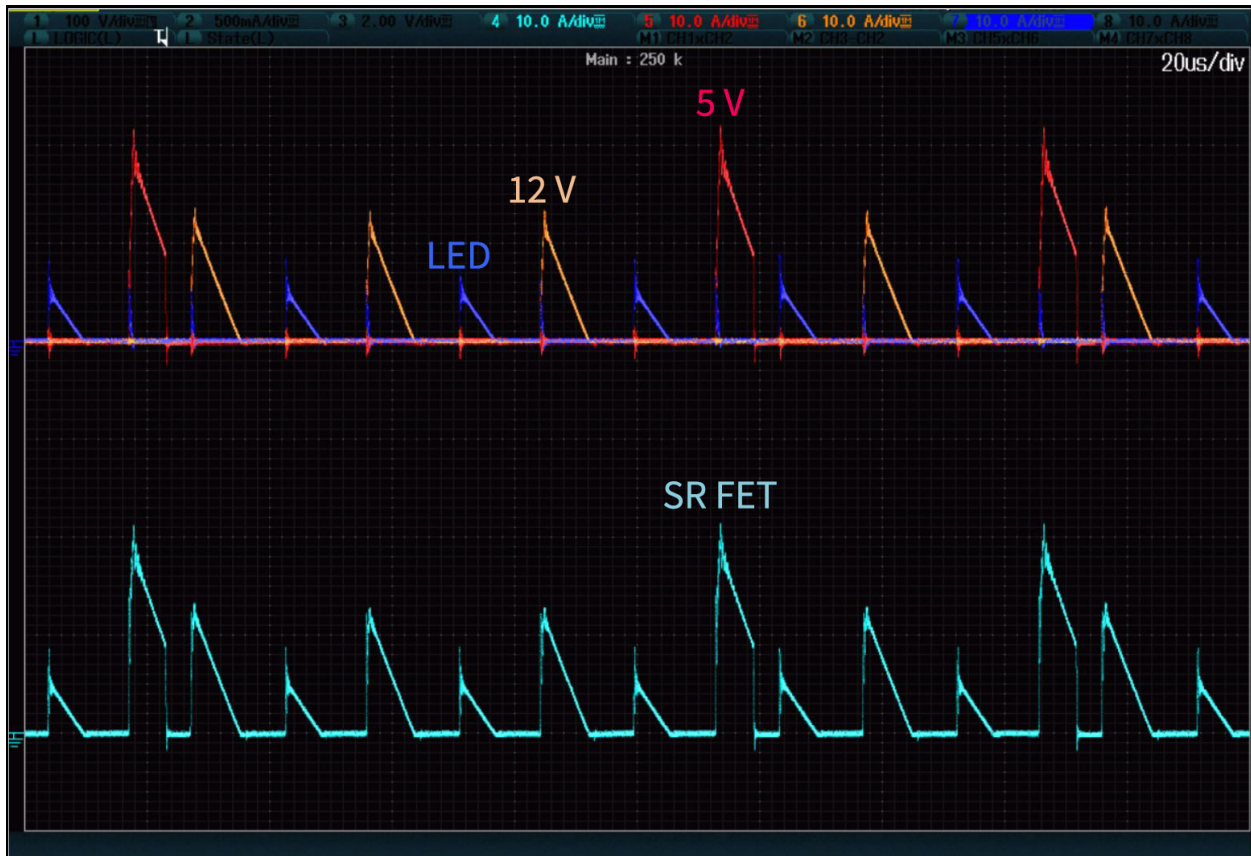 1 100 V/div 2 500mA/div 3 2.00 V/div 4 10.0 A/div 5 10.0 A/div 6 10.0 A/div 7 10.0 A/div 8 10.0 A/div
L LOGIC(L) L State(L) M1 CH1xCH2 M2 CH3-CH2 M3 CH5xCH6 M4 CH7xCH8
Main : 250 k 20us/div
5 V
12 V
LED
SR FET